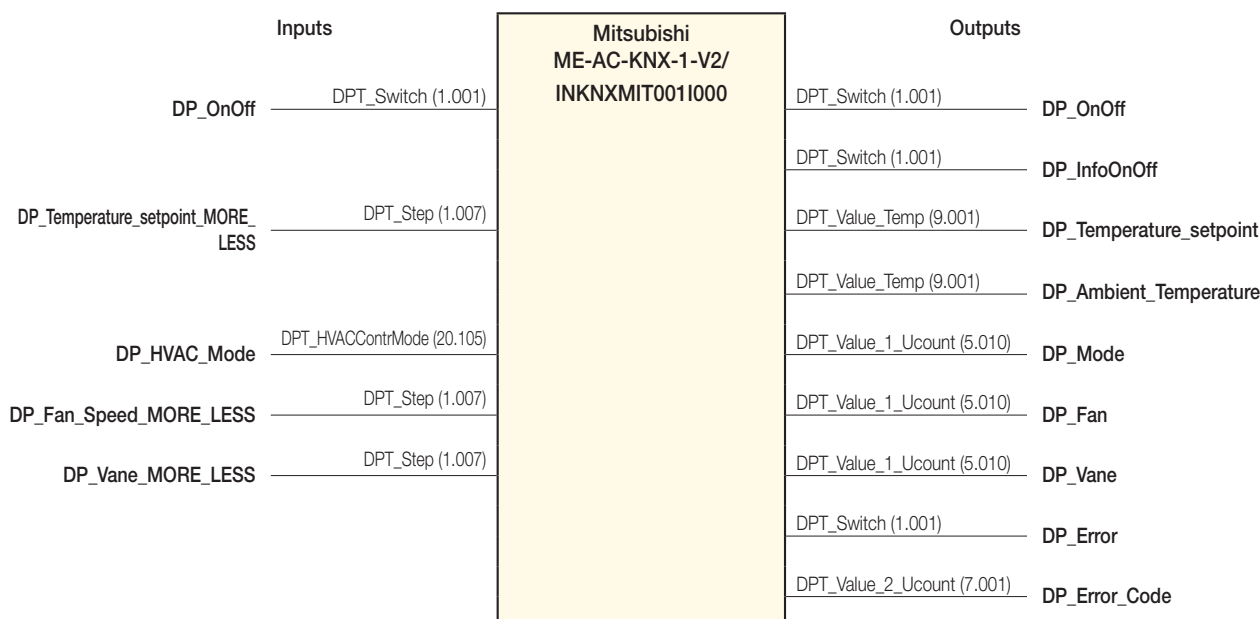 Inputs
Mitsubishi
ME-AC-KNX-1-V2/
INKNXMIT001I000
Outputs
DP_OnOff
DPT_Switch (1.001)
DPT_Switch (1.001)
DP_OnOff
DPT_Switch (1.001)
DP_InfoOnOff
DP_Temperature_setpoint_MORE_
LESS
DPT_Step (1.007)
DPT_Value_Temp (9.001)
DP_Temperature_setpoint
DPT_Value_Temp (9.001)
DP_Ambient_Temperature
DP_HVAC_Mode
DPT_HVACContrMode (20.105)
DPT_Value_1_Ucount (5.010)
DP_Mode
DP_Fan_Speed_MORE_LESS
DPT_Step (1.007)
DPT_Value_1_Ucount (5.010)
DP_Fan
DP_Vane_MORE_LESS
DPT_Step (1.007)
DPT_Value_1_Ucount (5.010)
DP_Vane
DPT_Switch (1.001)
DP_Error
DPT_Value_2_Ucount (7.001)
DP_Error_Code